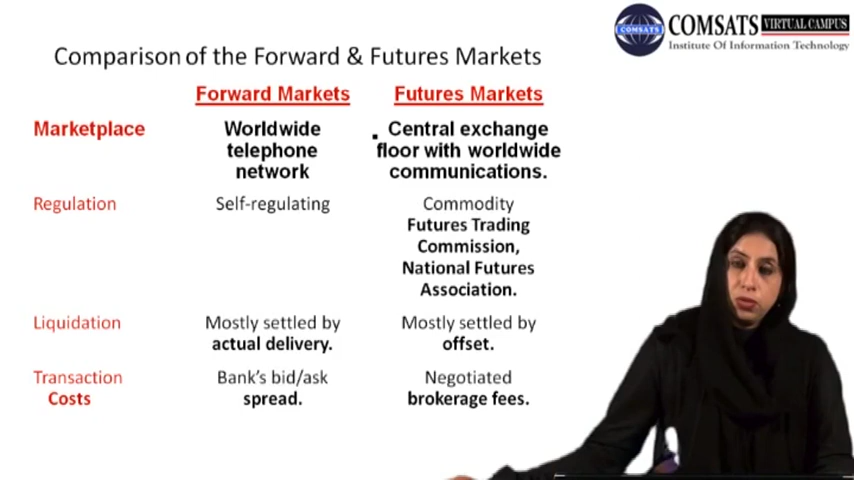 COMSATS VIRTUAL CAMPUS
COMSATS
Institute Of Information Technology
Comparison of the Forward & Futures Markets
Forward Markets Futures Markets
Marketplace Worldwide Central exchange
telephone floor with worldwide
network communications.
Regulation Self-regulating Commodity
Futures Trading
Commission,
National Futures
Association.
Liquidation Mostly settled by Mostly settled by
actual delivery. offset.
Transaction Bank's bid/ask Negotiated
Costs spread. brokerage fees.